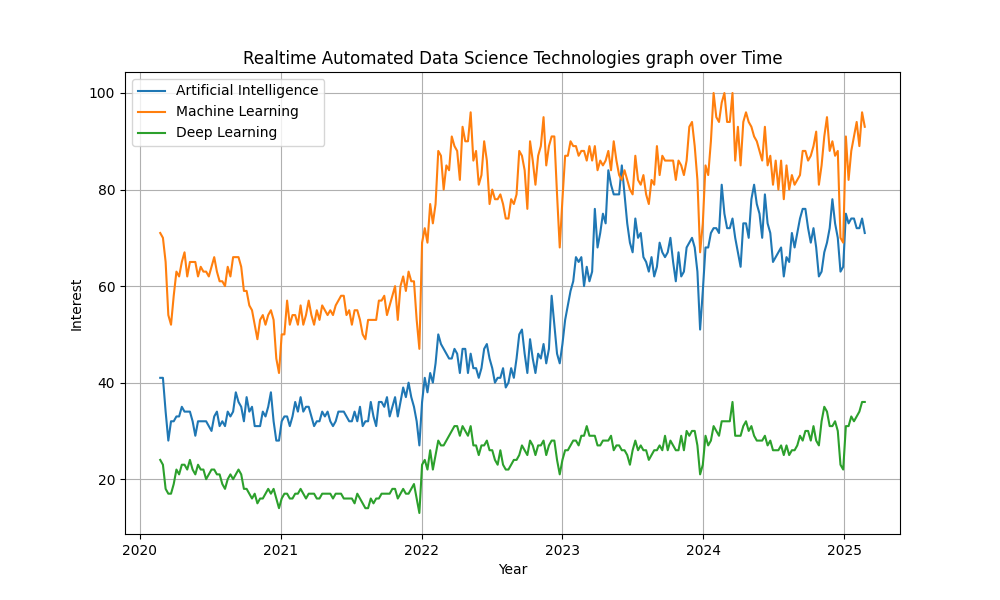 Realtime Automated Data Science Technologies graph over Time
Artificial Intelligence
Machine Learning
Deep Learning
100
80
60
40
20
Interest
2020 2021 2022 2023 2024 2025
Year